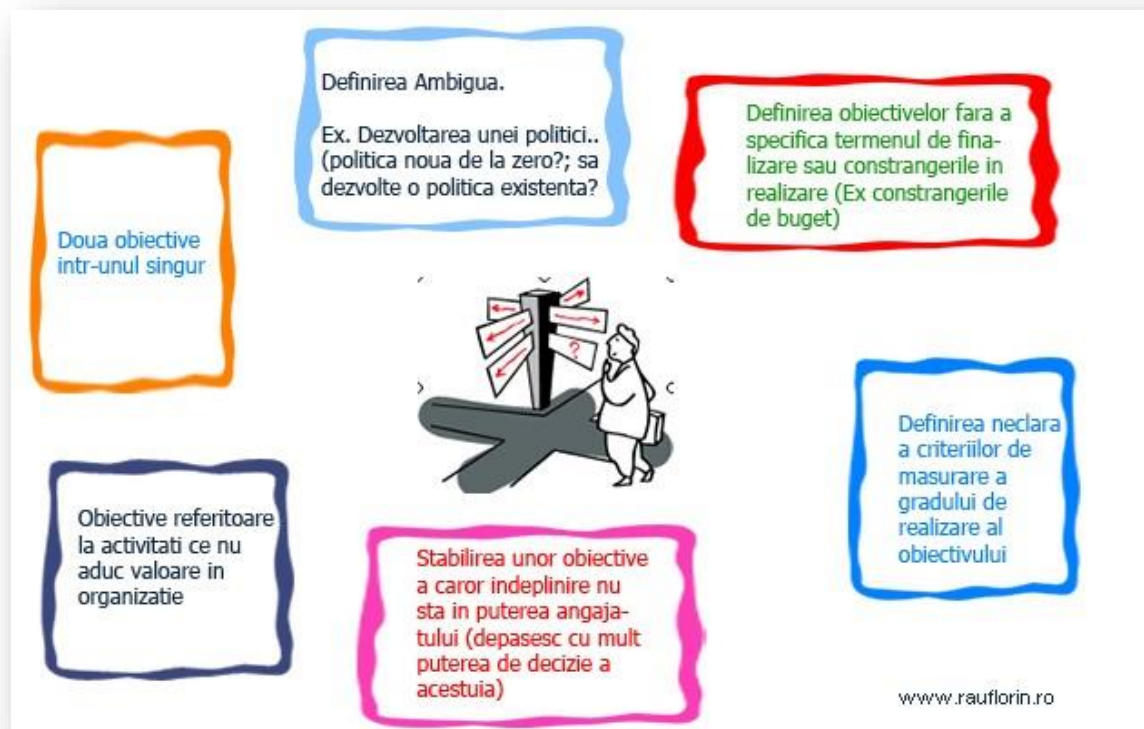 Definirea Ambigua.
Ex. Dezvoltarea unei politici..
(politica noua de la zero?; sa
dezvolte o politica existenta?
Definirea obiectivelor fara a
specifica termenul de fina-
lizare sau constrangerile in
realizare (Ex constrangerile
de buget)
Doua obiective
intr-unul singur
?
Definirea neclara
a criteriilor de
masurare a
gradului de
realizare al
obiectivului
Obiective referitoare
la activitati ce nu
aduc valoare in
organizatie
Stabilirea unor obiective
a caror indeplinire nu
sta in puterea angaja-
tului (depasesc cu mult
puterea de decizie a
acestuia)
www.rauflorin.ro